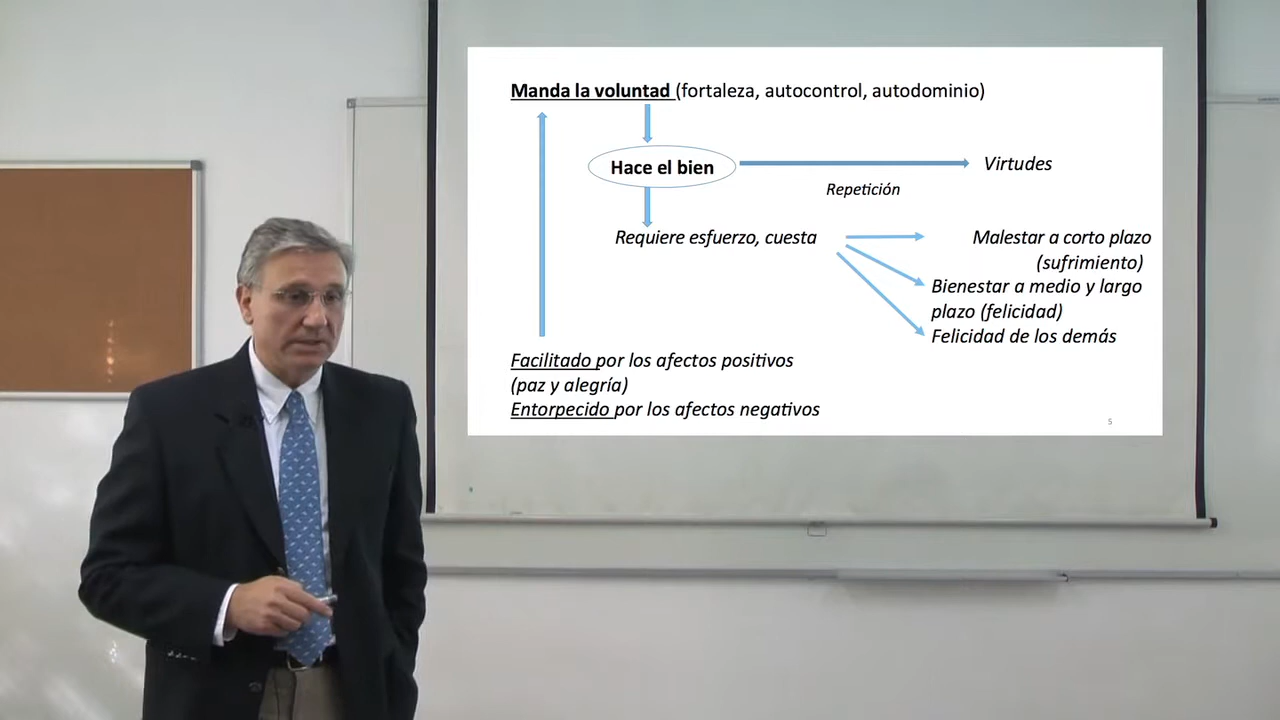 Manda la voluntad (fortaleza, autocontrol, autodominio)
Hace el bien
Virtudes
Repetición
Requiere esfuerzo, cuesta
Malestar a corto plazo
(sufrimiento)
Bienestar a medio y largo
plazo (felicidad)
Felicidad de los demás
Facilitado por los afectos positivos
(paz y alegría)
Entorpecido por los afectos negativos
5